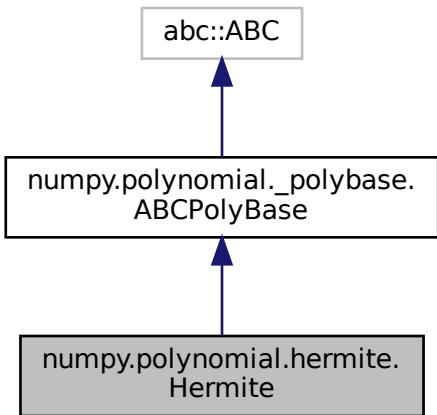 abc::ABC
numpy.polynomial._polybase.
ABCPolyBase
numpy.polynomial.hermite.
Hermite